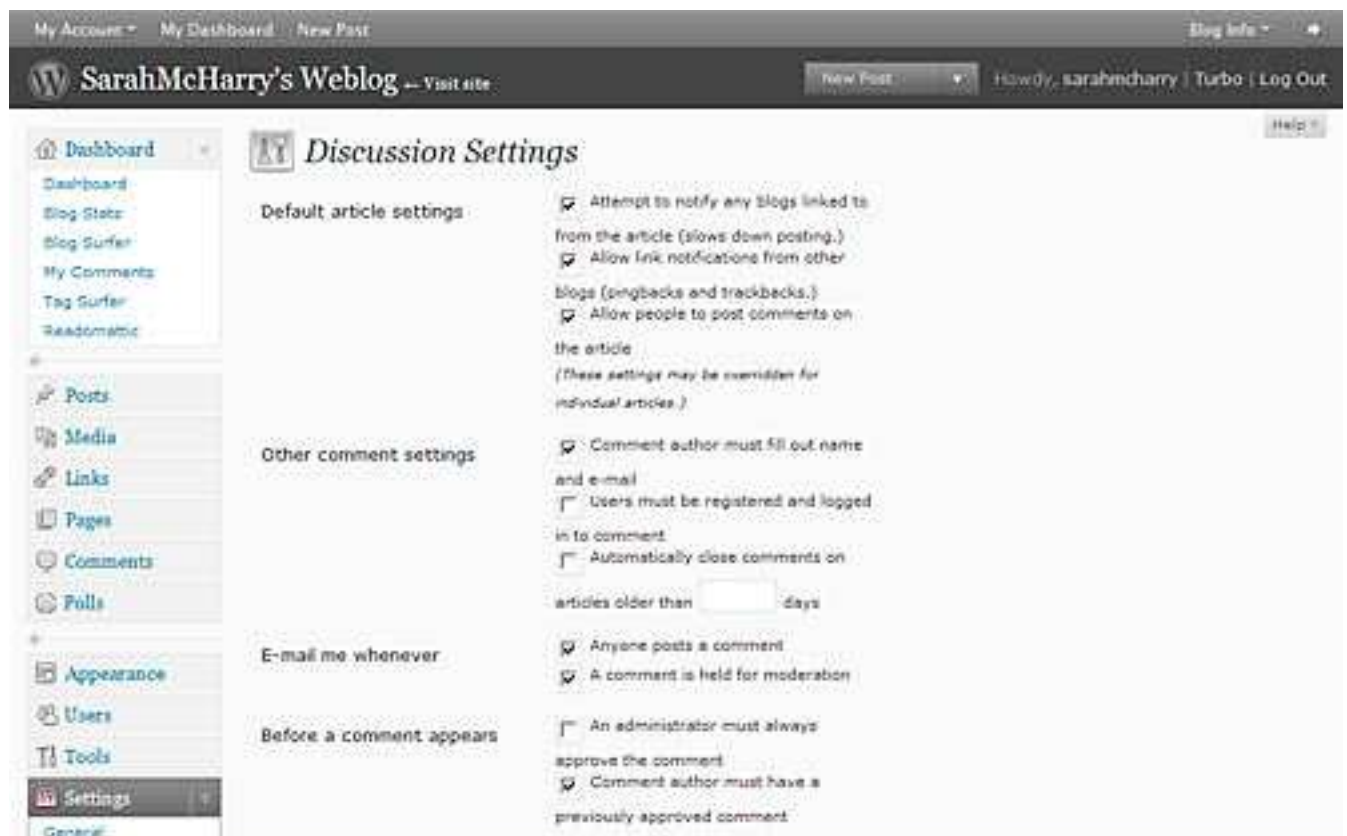 My Account My Dashboard New Post Blog Info
SarahMcHarry's Weblog ← Visit site New Post Howdy, sarahmcharry | Turbo | Log Out
Help
Dashboard
Dashboard
Blog Stats
Blog Surfer
My Comments
Tag Surfer
Readomattic
Posts
Media
Links
Pages
Comments
Polls
Appearance
Users
Tools
Settings
General
Discussion Settings
Default article settings
Attempt to notify any blogs linked to
from the article (slows down posting.)
Allow link notifications from other
blogs (pingbacks and trackbacks.)
Allow people to post comments on
the article
(These settings may be overridden for
individual articles.)
Other comment settings
Comment author must fill out name
and e-mail
Users must be registered and logged
in to comment
Automatically close comments on
articles older than days
E-mail me whenever
Anyone posts a comment
A comment is held for moderation
Before a comment appears
An administrator must always
approve the comment
Comment author must have a
previously approved comment